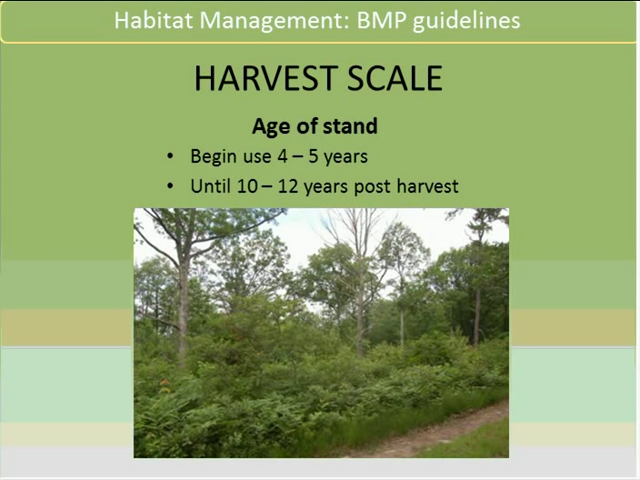 Habitat Management: BMP guidelines
HARVEST SCALE
Age of stand
• Begin use 4 – 5 years
• Until 10 – 12 years post harvest